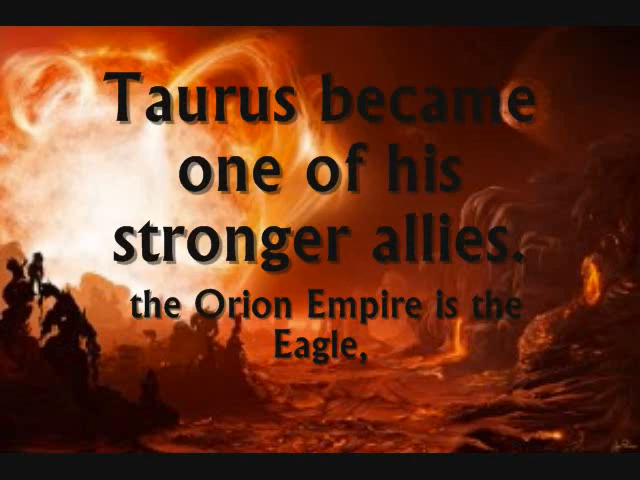 Taurus became
one of his
stronger allies.
the Orion Empire is the
Eagle,